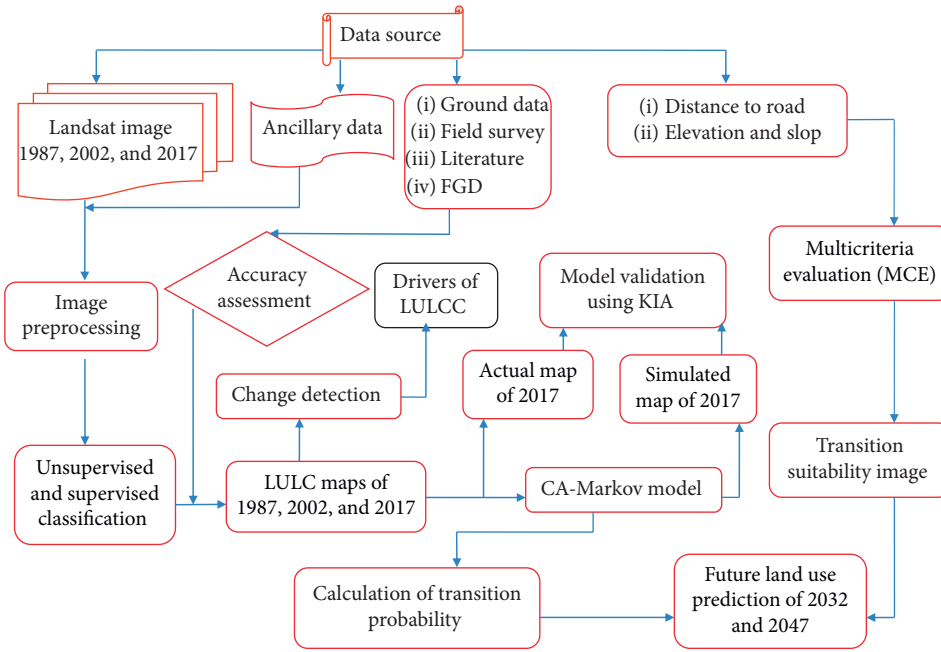 Data source
Landsat image
1987, 2002, and 2017
Ancillary data
(i) Ground data
(ii) Field survey
(iii) Literature
(iv) FGD
(i) Distance to road
(ii) Elevation and slop
Accuracy
assessment
Drivers of
LULCC
Model validation
using KIA
Multicriteria
evaluation (MCE)
Image
preprocessing
Change detection
Actual map
of 2017
Simulated
map of 2017
Unsupervised
and supervised
classification
LULC maps of
1987, 2002, and 2017
CA-Markov model
Transition
suitability image
Calculation of transition
probability
Future land use
prediction of 2032
and 2047